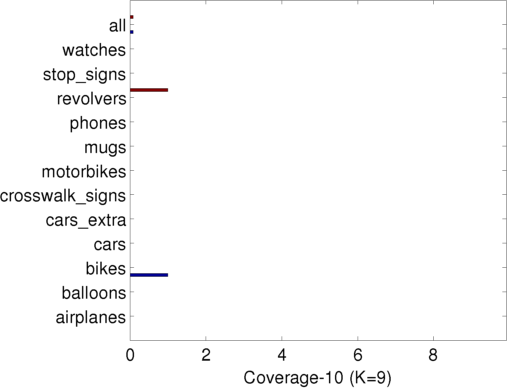 all
watches
stop_signs
revolvers
phones
mugs
motorbikes
crosswalk_signs
cars_extra
cars
bikes
balloons
airplanes
0 2 4 6 8
Coverage-10 (K=9)